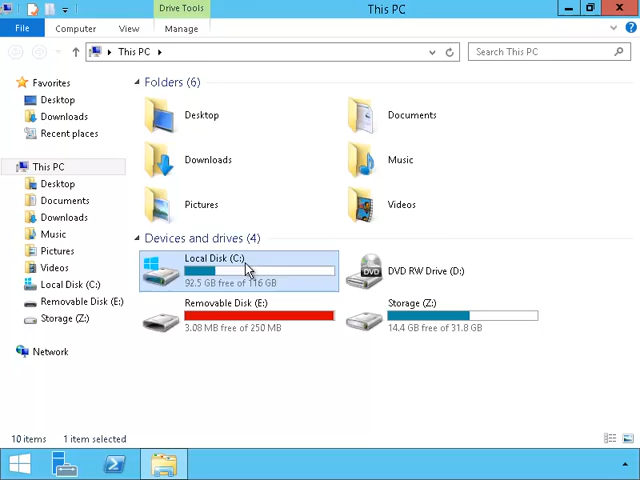 Drive Tools
This PC
File
Computer
View
Manage
This PC
Search This PC
Favorites
Desktop
Downloads
Recent places
This PC
Desktop
Documents
Downloads
Music
Pictures
Videos
Local Disk (C:)
Removable Disk (E:)
Storage (Z:)
Network
Folders (6)
Desktop
Documents
Downloads
Music
Pictures
Videos
Devices and drives (4)
Local Disk (C:)
92.5 GB free of 116 GB
DVD
DVD RW Drive (D:)
Removable Disk (E:)
3.08 MB free of 250 MB
Storage (Z:)
14.4 GB free of 31.8 GB
10 items
1 item selected